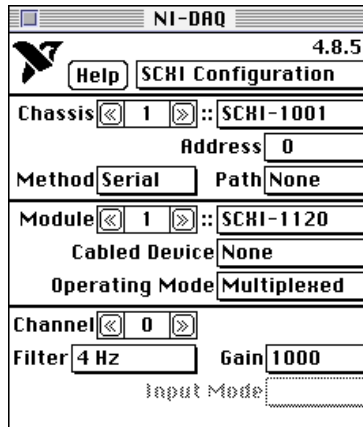 NI-DAQ
4.8.5
Help SCXI Configuration
Chassis 1 :: SCXI-1001
Address 0
Method Serial Path None
Module 1 :: SCXI-1120
Cabled Device None
Operating Mode Multiplexed
Channel 0
Filter 4 Hz Gain 1000
Input Mode